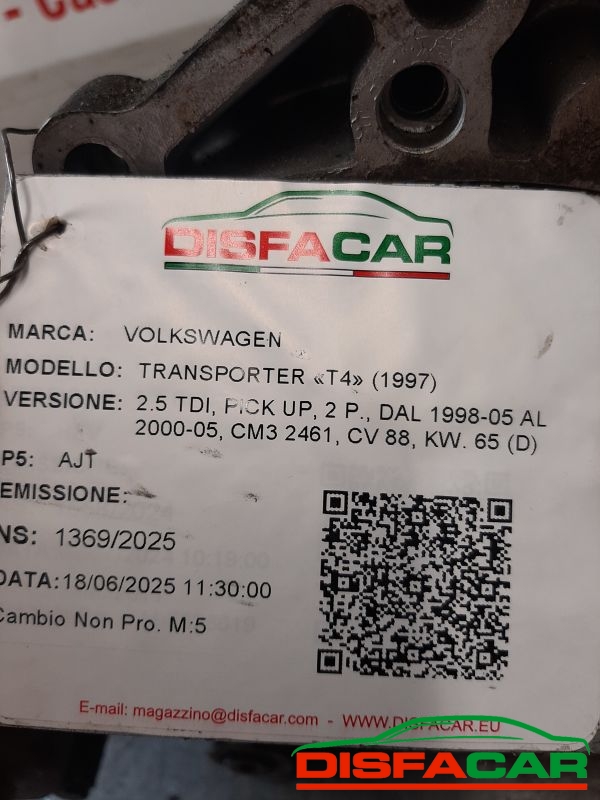 DISFACAR
MARCA: VOLKSWAGEN
MODELLO: TRANSPORTER «T4» (1997)
VERSIONE: 2.5 TDI, PICK UP, 2 P., DAL 1998-05 AL
2000-05, CM3 2461, CV 88, KW. 65 (D)
P5: AJT
EMISSIONE:
NS: 1369/2025
DATA: 18/06/2025 11:30:00
Cambio Non Pro. M:5
E-mail: magazzino@disfacar.com - WWW.DISFACAR.EU
DISFACAR